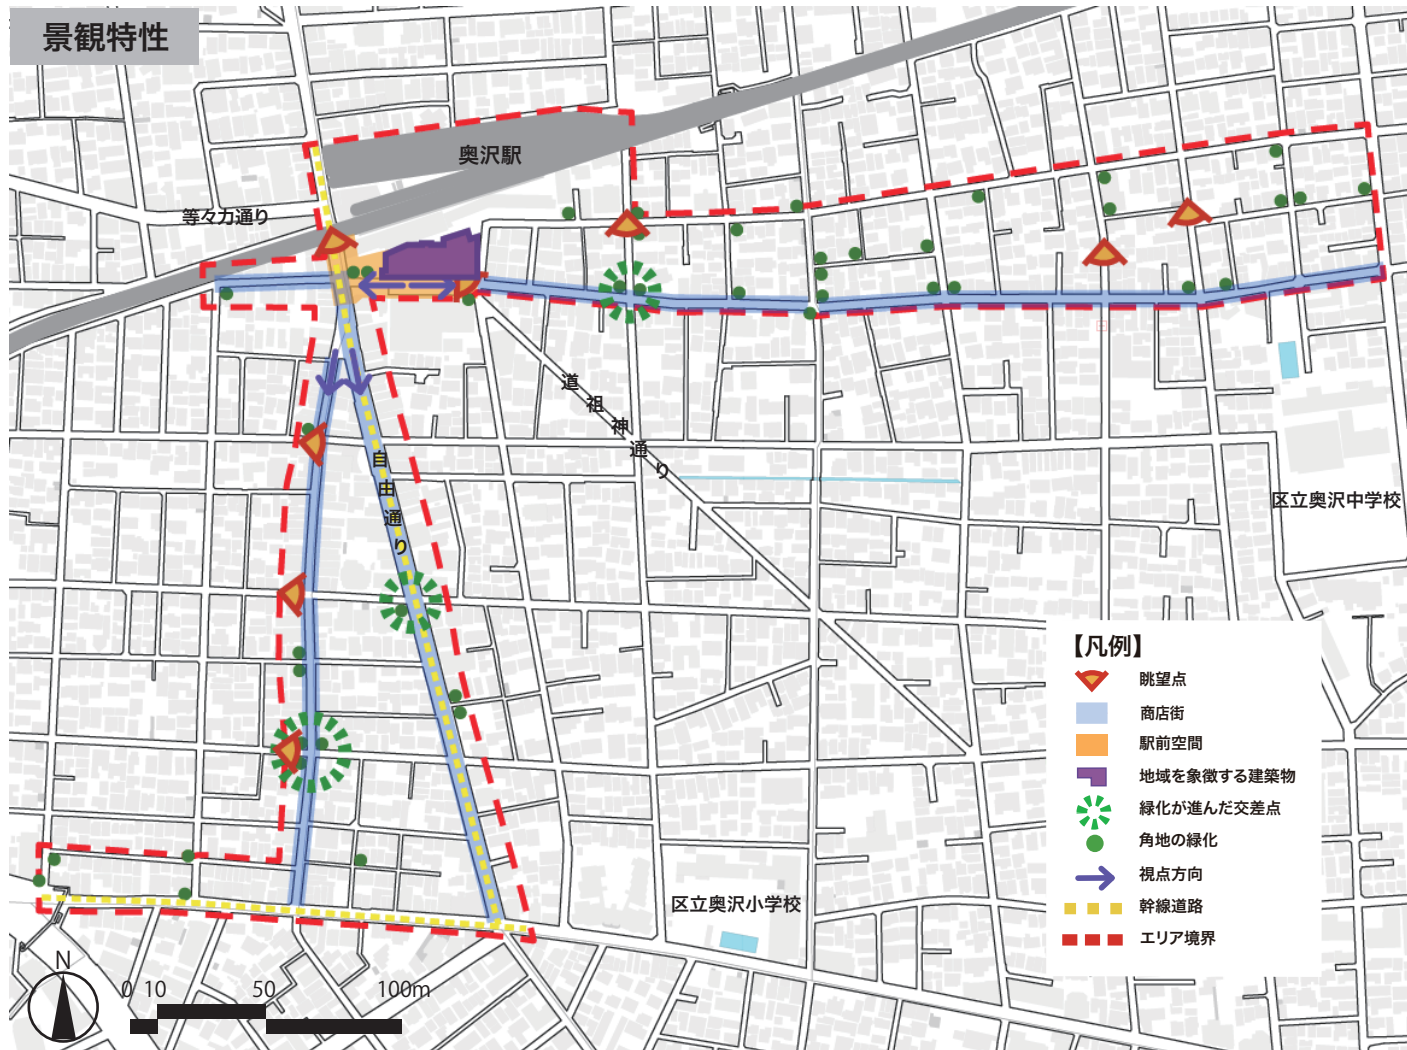 景観特性
奥沢駅
等々力通り
道祖神通り
自由通り
区立奥沢中学校
【凡例】
眺望点
商店街
駅前空間
地域を象徴する建築物
緑化が進んだ交差点
角地の緑化
視点方向
幹線道路
エリア境界
区立奥沢小学校
N
0 10 50 100m